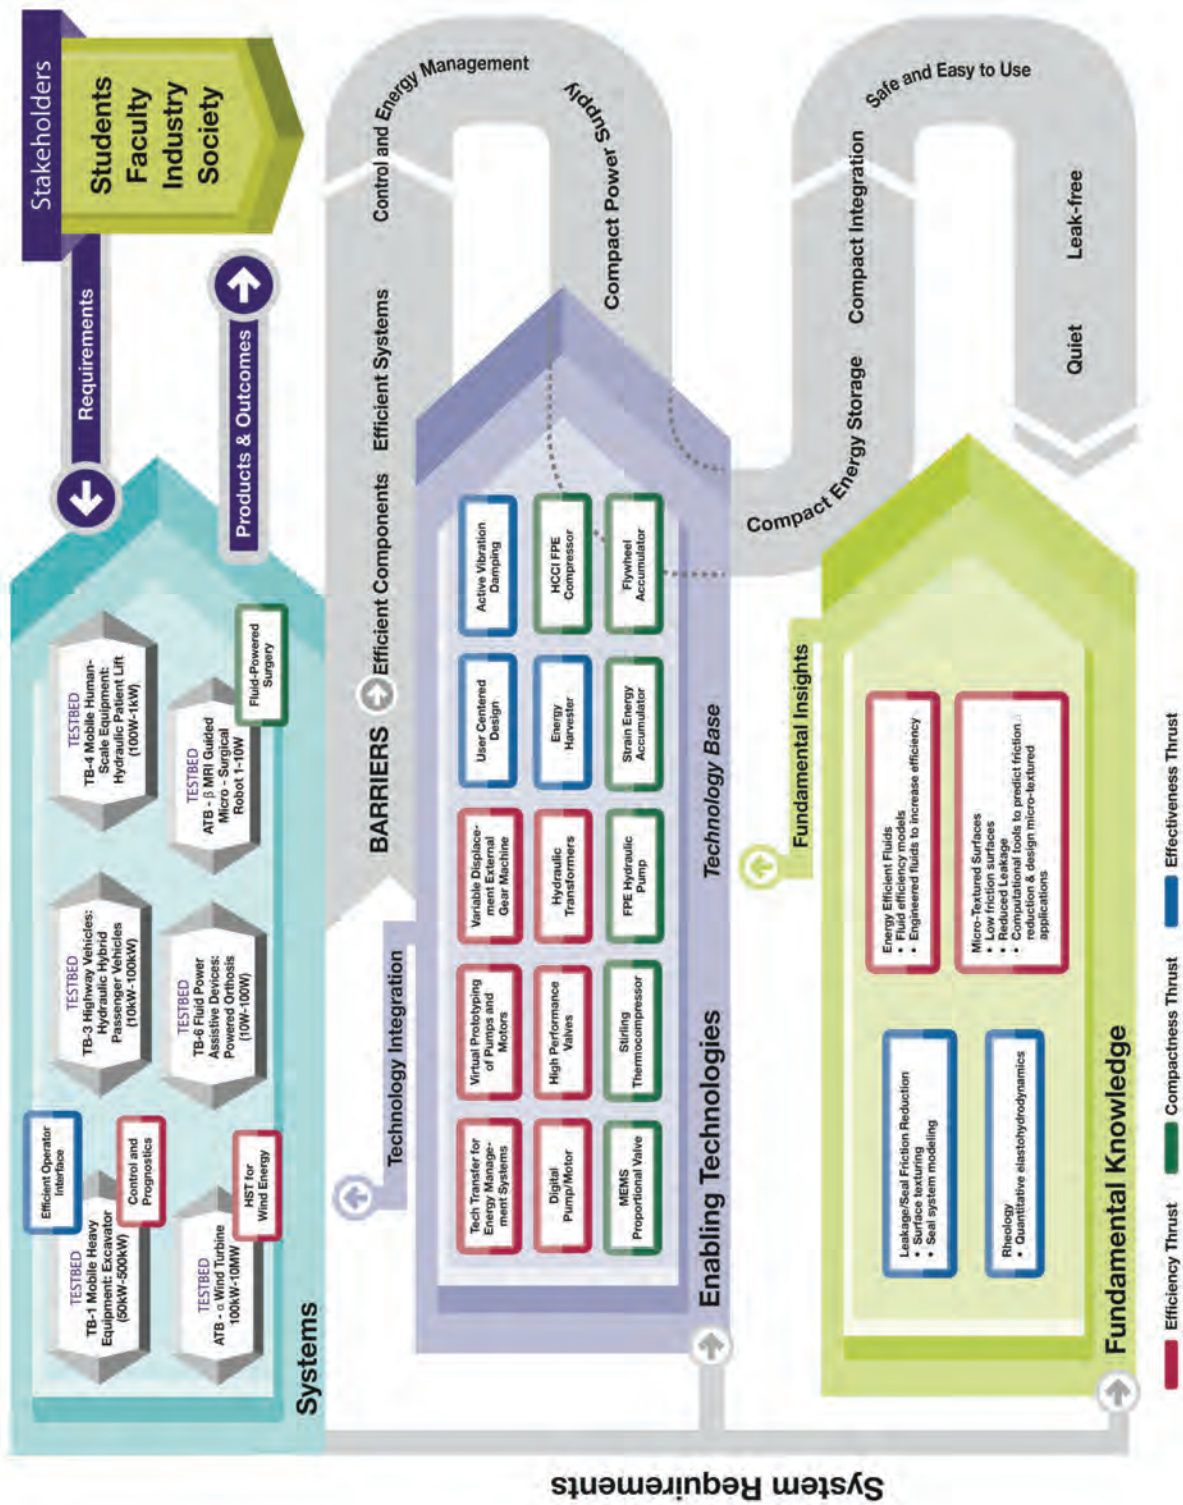 Stakeholders
Students
Faculty
Industry
Society
Requirements
Products & Outcomes
TESTBED
TB-1 Mobile Heavy
Equipment: Excavator
(50kW-500kW)
Efficient Operator
Interface
Control and
Prognostics
TESTBED
TB-3 Highway Vehicles:
Hydraulic Hybrid
Passenger Vehicles
(10kW-100kW)
TESTBED
TB-4 Mobile Human-
Scale Equipment:
Hydraulic Patient Lift
(100W-1kW)
TESTBED
ATB - α Wind Turbine
100kW-10MW
HST for
Wind Energy
TESTBED
TB-6 Fluid Power
Assistive Devices:
Powered Orthosis
(10W-100W)
TESTBED
ATB - β MRI Guided
Micro - Surgical
Robot 1-10W
Fluid-Powered
Surgery
Systems
BARRIERS
Efficient Components
Efficient Systems
Control and Energy Management
Compact Power Supply
Compact Energy Storage
Compact Integration
Safe and Easy to Use
Leak-free
Quiet
Technology Integration
Tech Transfer for
Energy Manage-
ment Systems
Virtual Prototyping
of Pumps and
Motors
Variable Displace-
ment External
Gear Machine
User Centered
Design
Active Vibration
Damping
Digital
Pump/Motor
High Performance
Valves
Hydraulic
Transformers
Energy
Harvester
HCCI FPE
Compressor
MEMS
Proportional Valve
Stirling
Thermocompressor
FPE Hydraulic
Pump
Strain Energy
Accumulator
Flywheel
Accumulator
Enabling Technologies
Technology Base
Fundamental Insights
Leakage/Seal Friction Reduction
• Surface texturing
• Seal system modeling
Energy Efficient Fluids
• Fluid efficiency models
• Engineered fluids to increase efficiency
Rheology
• Quantitative elastohydrodynamics
Micro-Textured Surfaces
• Low friction surfaces
• Reduced Leakage
• Computational tools to predict friction
reduction & design micro-textured
applications
Fundamental Knowledge
System Requirements
Efficiency Thrust
Compactness Thrust
Effectiveness Thrust